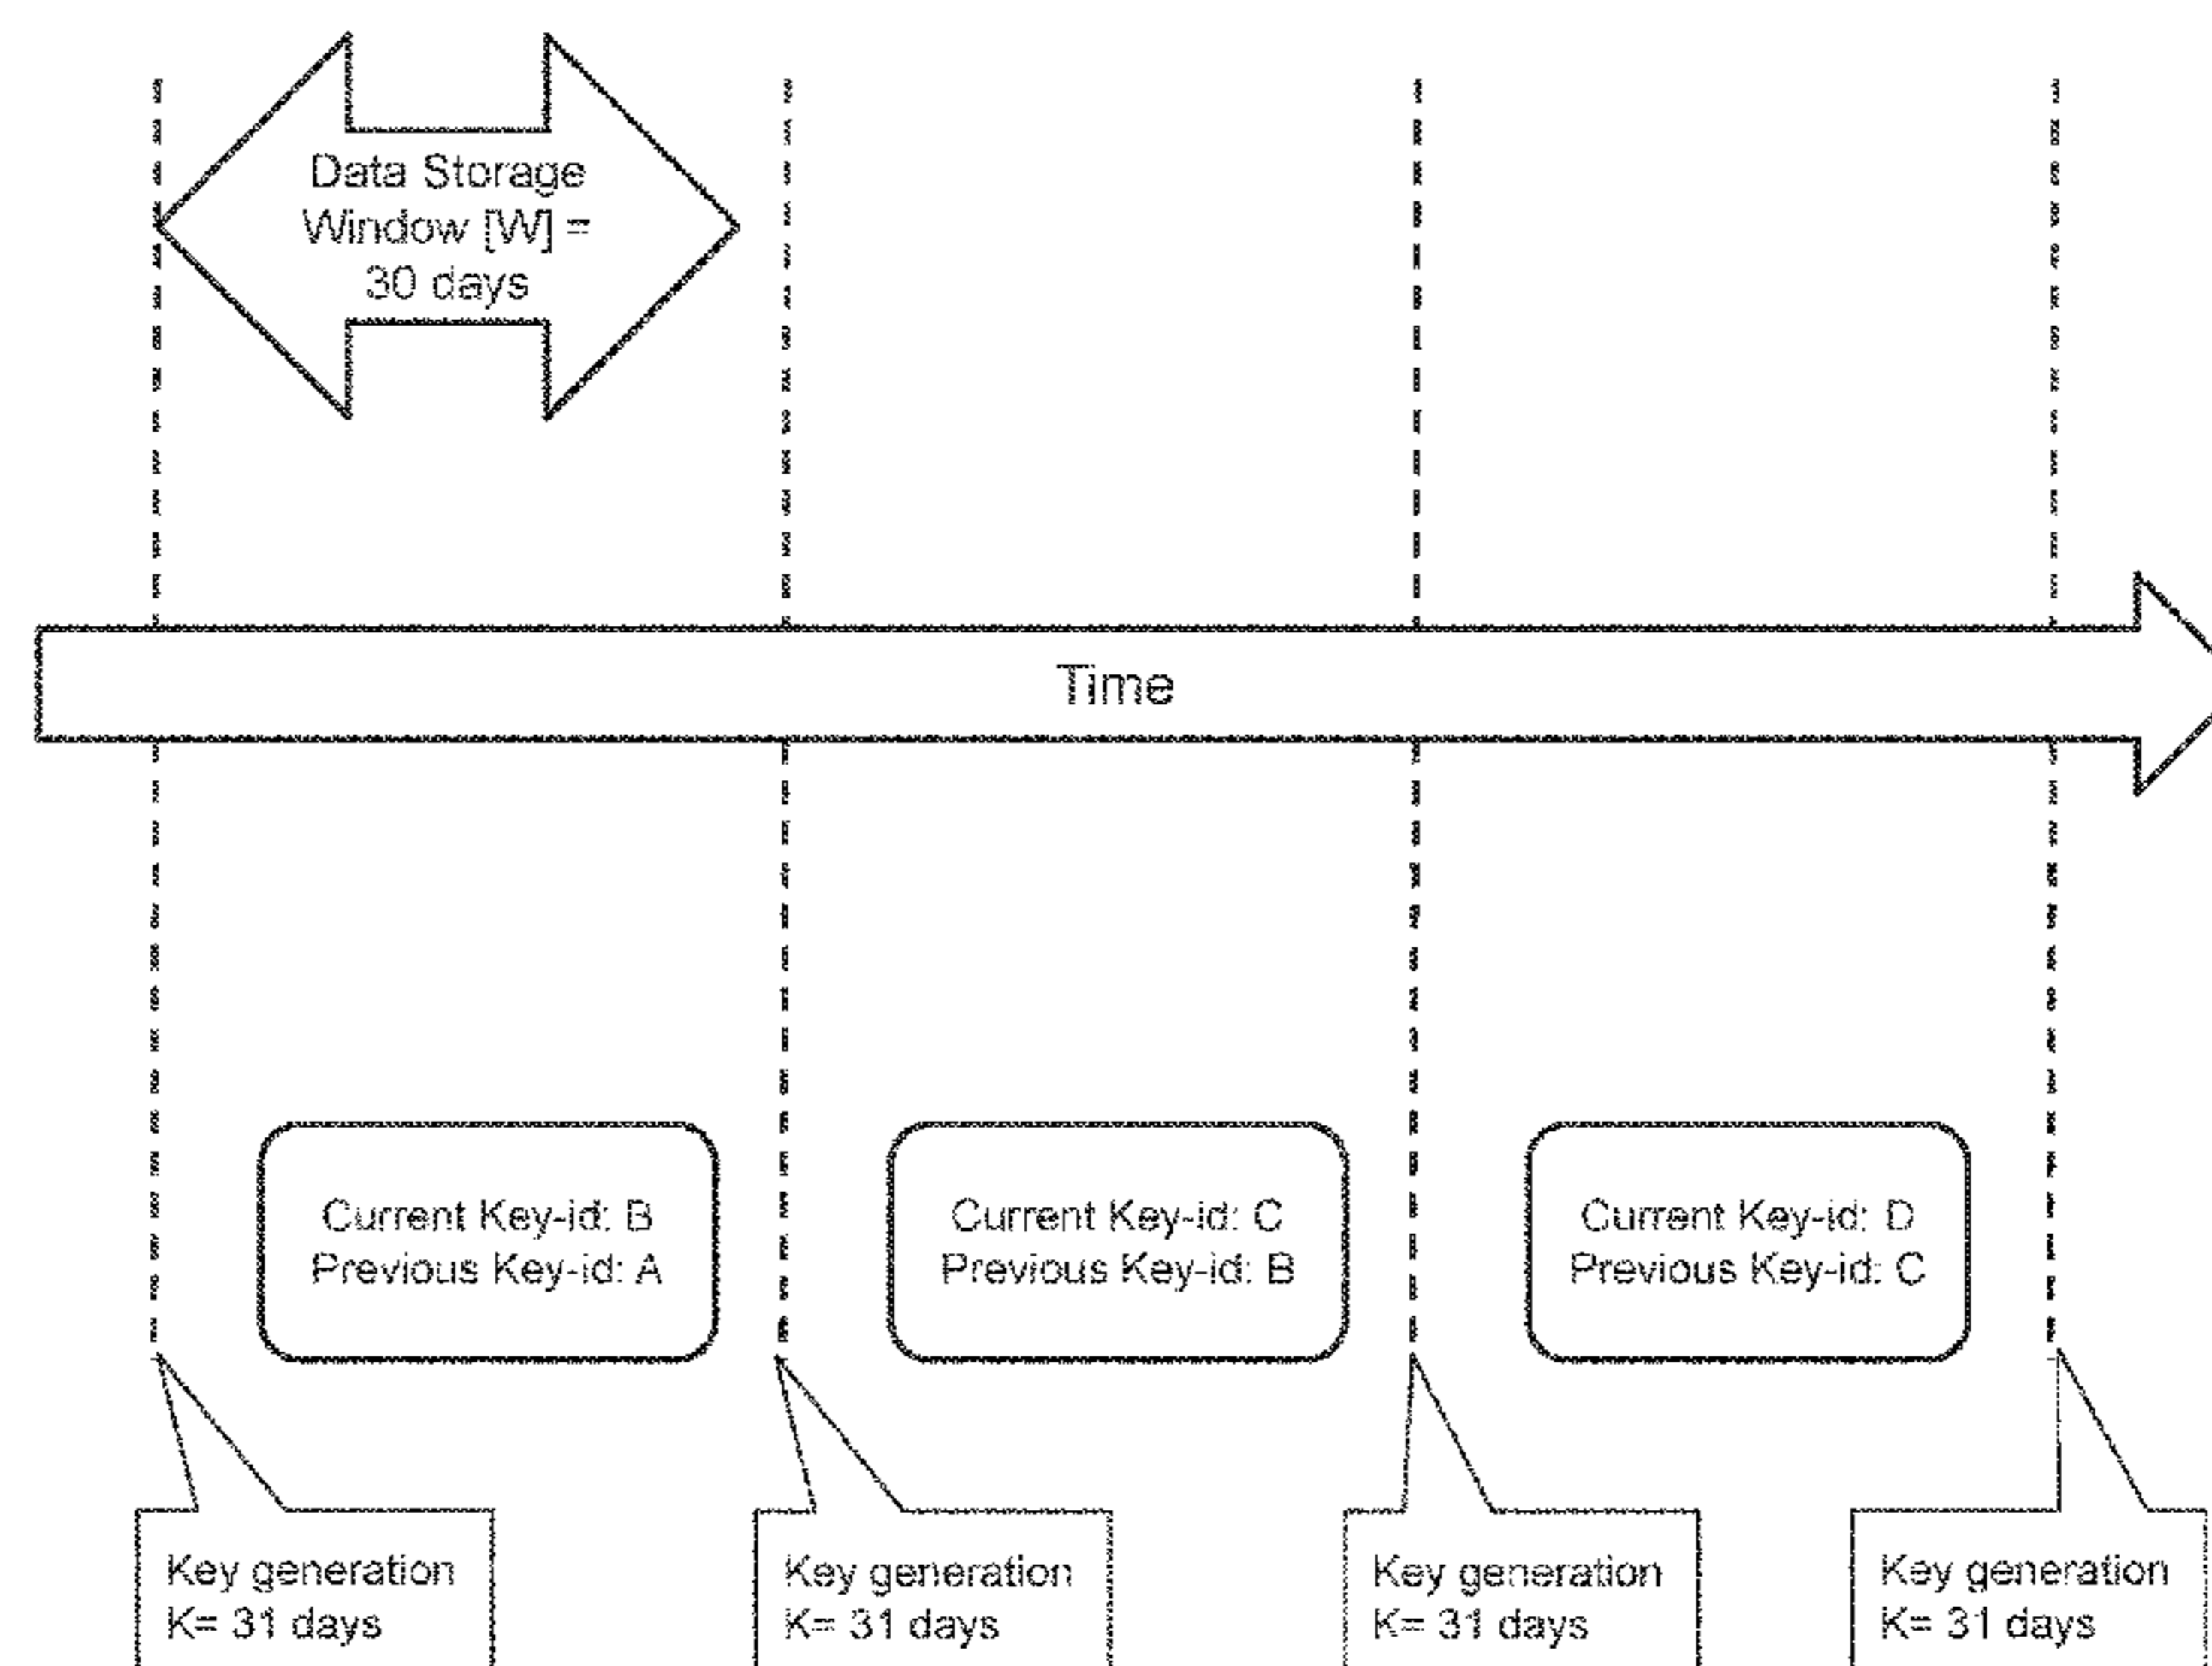 Data Storage
Window [W] =
30 days
Time
Current Key-id: B
Previous Key-id: A
Current Key-id: C
Previous Key-id: B
Current Key-id: D
Previous Key-id: C
Key generation
K= 31 days
Key generation
K= 31 days
Key generation
K= 31 days
Key generation
K= 31 days